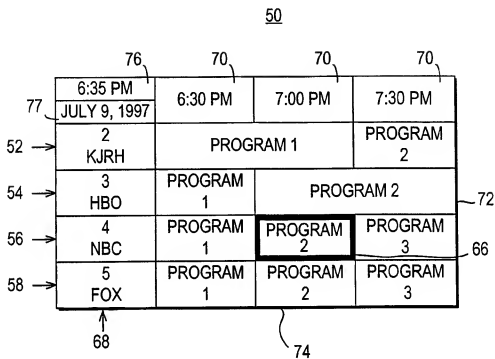 50
76 70 70 70
6:35 PM
6:30 PM 7:00 PM 7:30 PM
77
JULY 9, 1997
52
2
KJRH
PROGRAM 1
PROGRAM
2
54
3
HBO
PROGRAM
1
PROGRAM 2
72
56
4
NBC
PROGRAM
1
PROGRAM
2
PROGRAM
3
66
58
5
FOX
PROGRAM
1
PROGRAM
2
PROGRAM
3
68
74